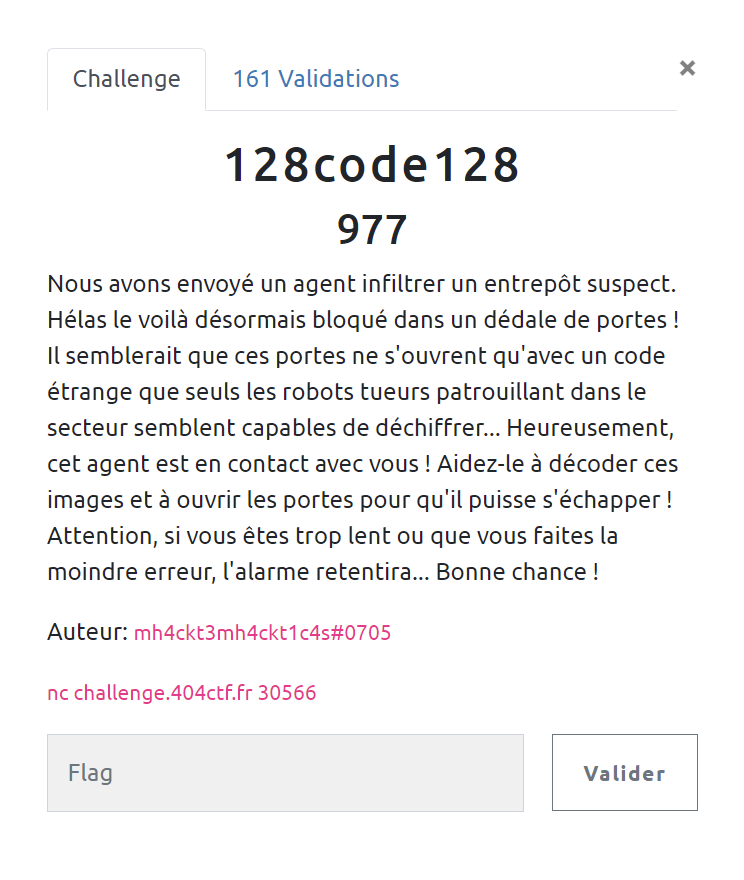 Challenge
161 Validations
×
128code128
977
Nous avons envoyé un agent infiltrer un entrepôt suspect.
Hélas le voilà désormais bloqué dans un dédale de portes !
Il semblerait que ces portes ne s'ouvrent qu'avec un code
étrange que seuls les robots tueurs patrouillant dans le
secteur semblent capables de déchiffrer... Heureusement,
cet agent est en contact avec vous ! Aidez-le à décoder ces
images et à ouvrir les portes pour qu'il puisse s'échapper !
Attention, si vous êtes trop lent ou que vous faites la
moindre erreur, l'alarme retentira... Bonne chance !
Auteur: mh4ckt3mh4ckt1c4s#0705
nc challenge.404ctf.fr 30566
Flag
Valider